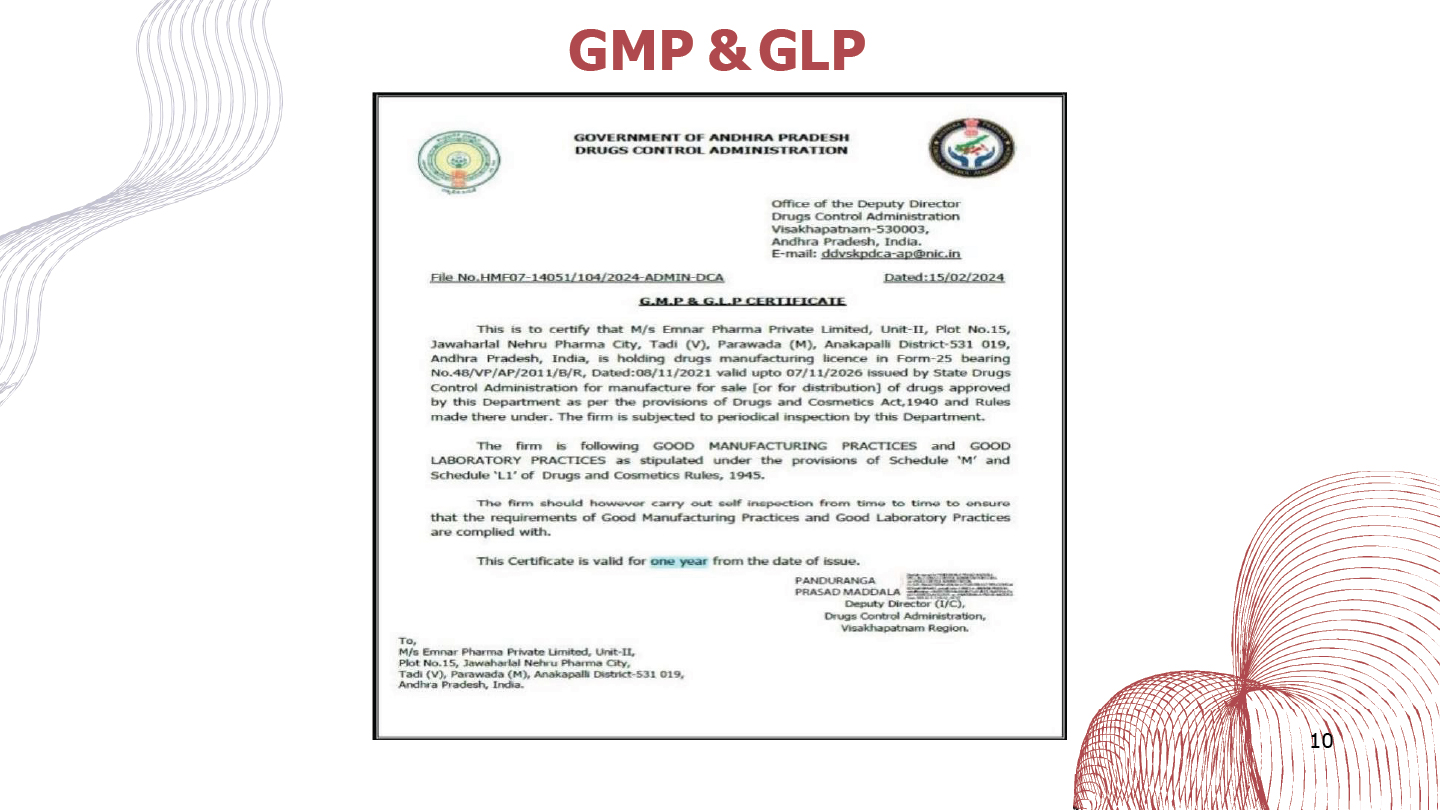 GMP & GLP
GOVERNMENT OF ANDHRA PRADESH
DRUGS CONTROL ADMINISTRATION
Office of the Deputy Director
Drugs Control Administration
Visakhapatnam-530003,
Andhra Pradesh, India.
E-mail: ddvskpdca-ap@nic.in
File No.HMF07-14051/104/2024-ADMIN-DCA Dated:15/02/2024
G.M.P & G.L.P CERTIFICATE
This is to certify that M/s Emnar Pharma Private Limited, Unit-II, Plot No.15,
Jawaharlal Nehru Pharma City, Tadi (V), Parawada (M), Anakapalli District-531 019,
Andhra Pradesh, India, is holding drugs manufacturing licence in Form-25 bearing
No.48/VP/AP/2011/B/R, Dated:08/11/2021 valid upto 07/11/2026 issued by State Drugs
Control Administration for manufacture for sale [or for distribution] of drugs approved
by this Department as per the provisions of Drugs and Cosmetics Act,1940 and Rules
made there under. The firm is subjected to periodical inspection by this Department.
The firm is following GOOD MANUFACTURING PRACTICES and GOOD
LABORATORY PRACTICES as stipulated under the provisions of Schedule 'M' and
Schedule 'L1' of Drugs and Cosmetics Rules, 1945.
The firm should however carry out self inspection from time to time to ensure
that the requirements of Good Manufacturing Practices and Good Laboratory Practices
are complied with.
This Certificate is valid for one year from the date of issue.
PANDURANGA
PRASAD MADDALA
Deputy Director (I/C),
Drugs Control Administration,
Visakhapatnam Region.
To,
M/s Emnar Pharma Private Limited, Unit-II,
Plot No.15, Jawaharlal Nehru Pharma City,
Tadi (V), Parawada (M), Anakapalli District-531 019,
Andhra Pradesh, India.
10